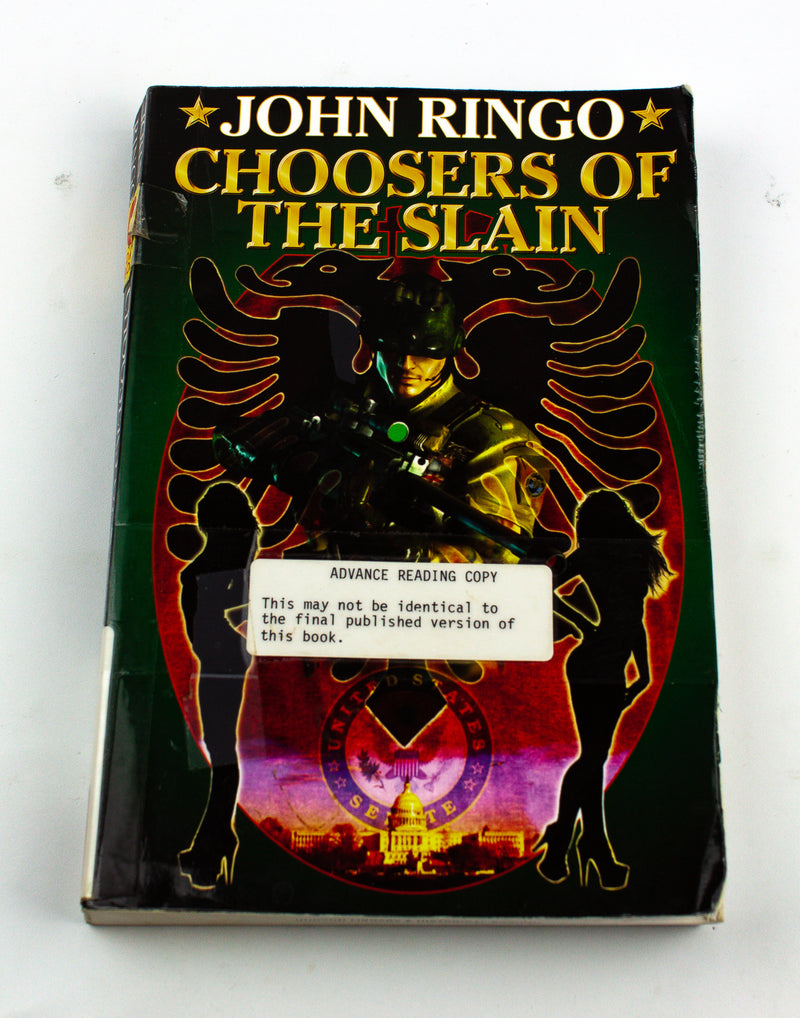 JOHN RINGO
CHOOSERS OF
THE SLAIN
ADVANCE READING COPY
This may not be identical to
the final published version of
this book.
UNITED STATES
SENATE